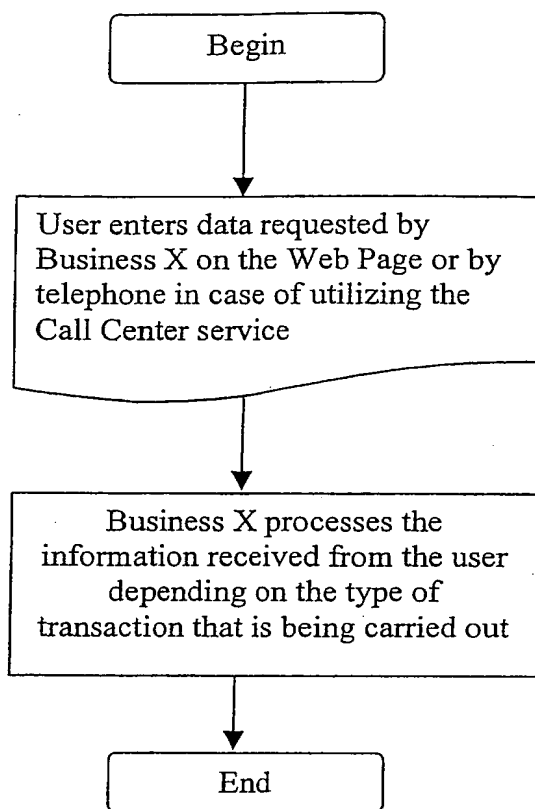 Begin
User enters data requested by
Business X on the Web Page or by
telephone in case of utilizing the
Call Center service
Business X processes the
information received from the user
depending on the type of
transaction that is being carried out
End